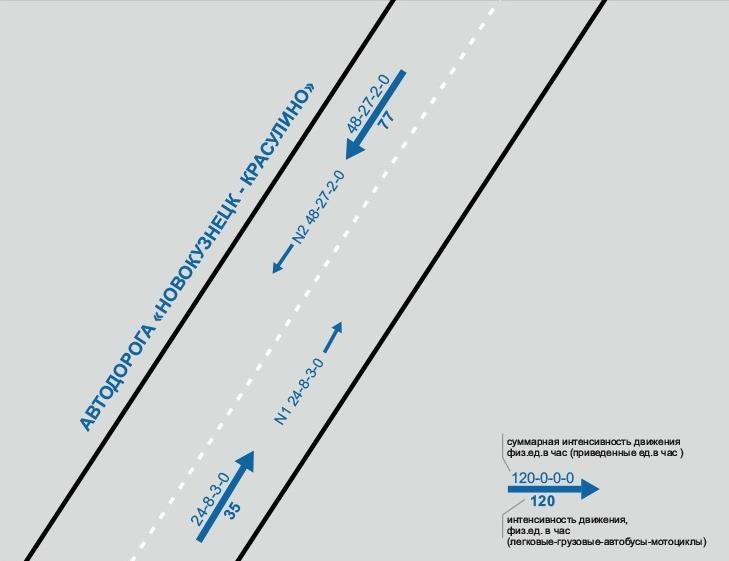 АВТОДОРОГА «НОВОКУЗНЕЦК - КРАСУЛИНО»
48-27-2-0
77
N2 48-27-2-0
N1 24-8-3-0
24-8-3-0
35
суммарная интенсивность движения
физ.ед.в час (приведенные ед.в час )
120-0-0-0
120
интенсивность движения,
физ.ед. в час
(легковые-грузовые-автобусы-мотоциклы)